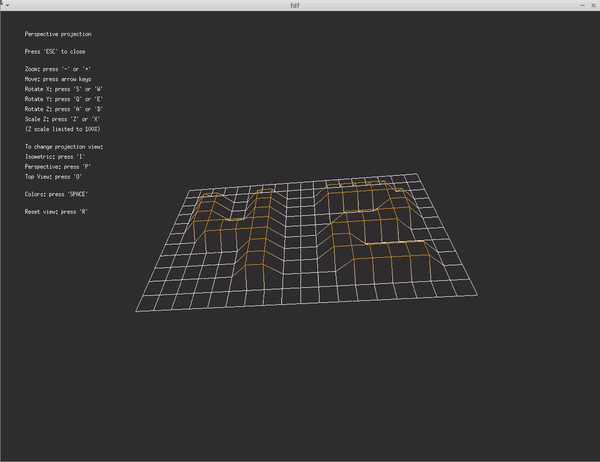 fdf
Perspective projection
Press 'ESC' to close
Zoom: press '-' or '+'
Move: press arrow keys
Rotate X: press 'S' or 'W'
Rotate Y: press 'Q' or 'E'
Rotate Z: press 'A' or 'D'
Scale Z: press 'Z' or 'X'
(Z scale limited to 100%)
To change projection view:
Isometric: press 'I'
Perspective: press 'P'
Top View: press 'O'
Colors: press 'SPACE'
Reset view: press 'R'
42